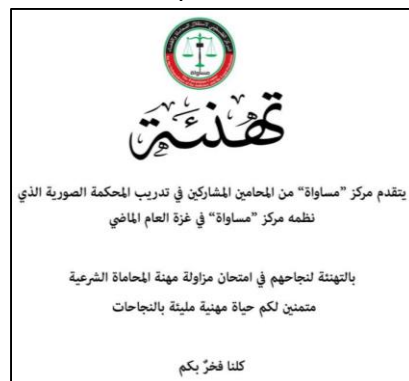 تهنئة
يتقدم مركز "مساواة" من المحامين المشاركين في تدريب المحكمة الصورية الذي
نظمه مركز "مساواة" في غزة العام الماضي
بالتهنئة لنجاحهم في امتحان مزاولة مهنة المحاماة الشرعية
متمنين لكم حياة مهنية مليئة بالنجاحات
كلنا فخرٌ بكم